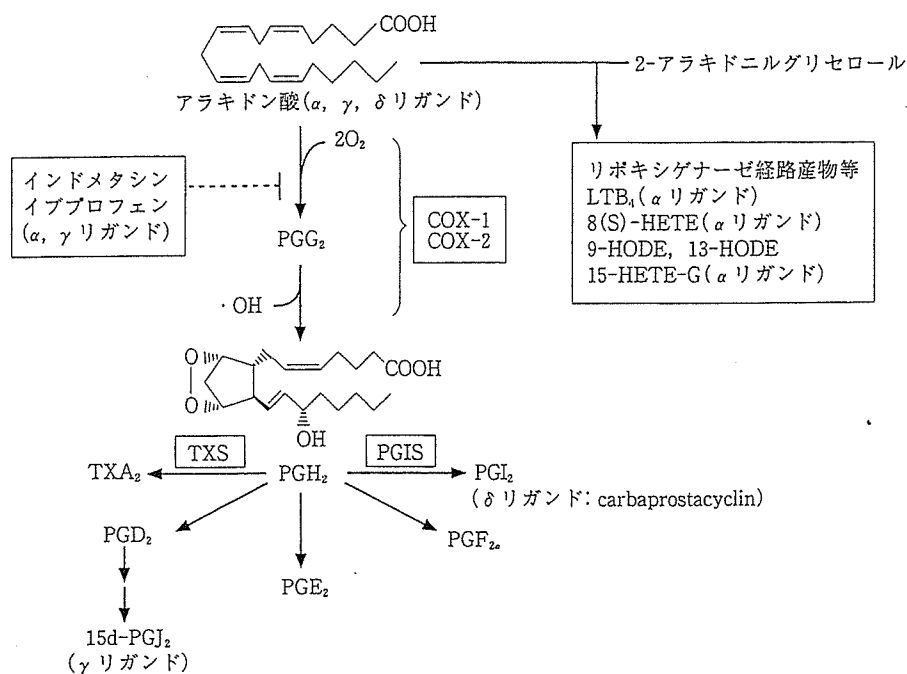 COOH
2-アラキドニルグリセロール
アラキドン酸(α, γ, δリガンド)
2O₂
インドメタシン
イブプロフェン
(α, γリガンド)
COX-1
COX-2
リポキシゲナーゼ経路産物等
LTB₄(αリガンド)
8(S)-HETE(αリガンド)
9-HODE, 13-HODE
15-HETE-G(αリガンド)
PGG₂
·OH
O
O
COOH
OH
TXS
PGIS
TXA₂
PGH₂
PGI₂
(δリガンド: carbaprostacyclin)
PGD₂
PGF₂α
PGE₂
15d-PGJ₂
(γリガンド)